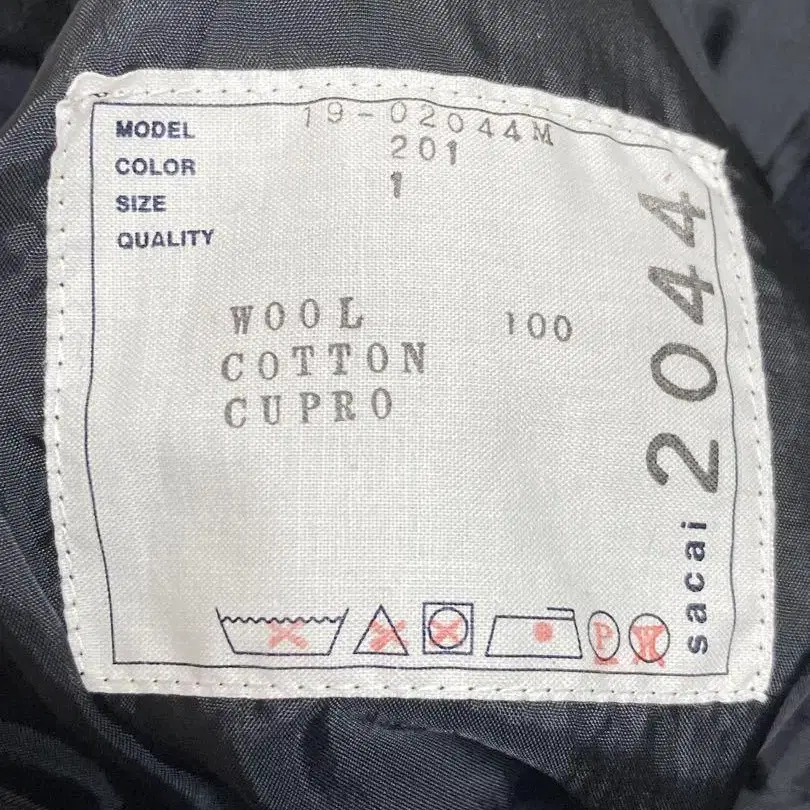 MODEL 19-02044M
COLOR 201
SIZE 1
QUALITY
WOOL 100
COTTON
CUPRO
sacai 2044
P W